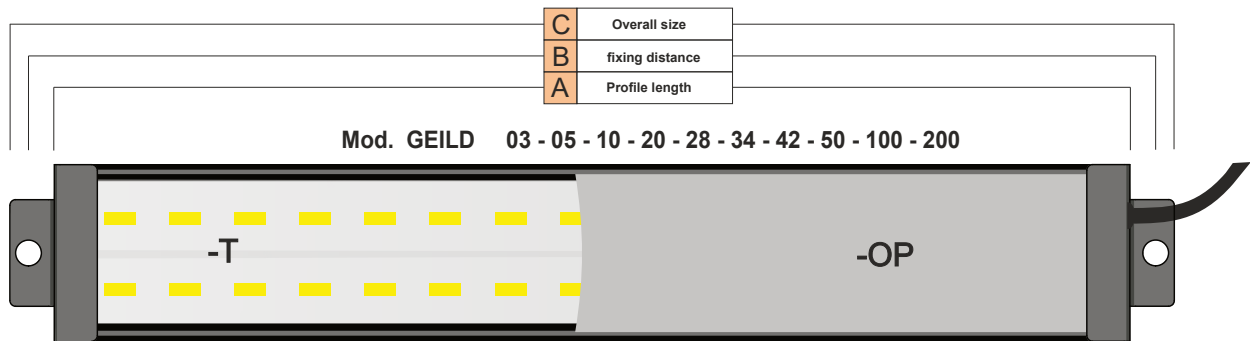 C Overall size
B fixing distance
A Profile length
Mod. GEILD 03 - 05 - 10 - 20 - 28 - 34 - 42 - 50 - 100 - 200
-T -OP